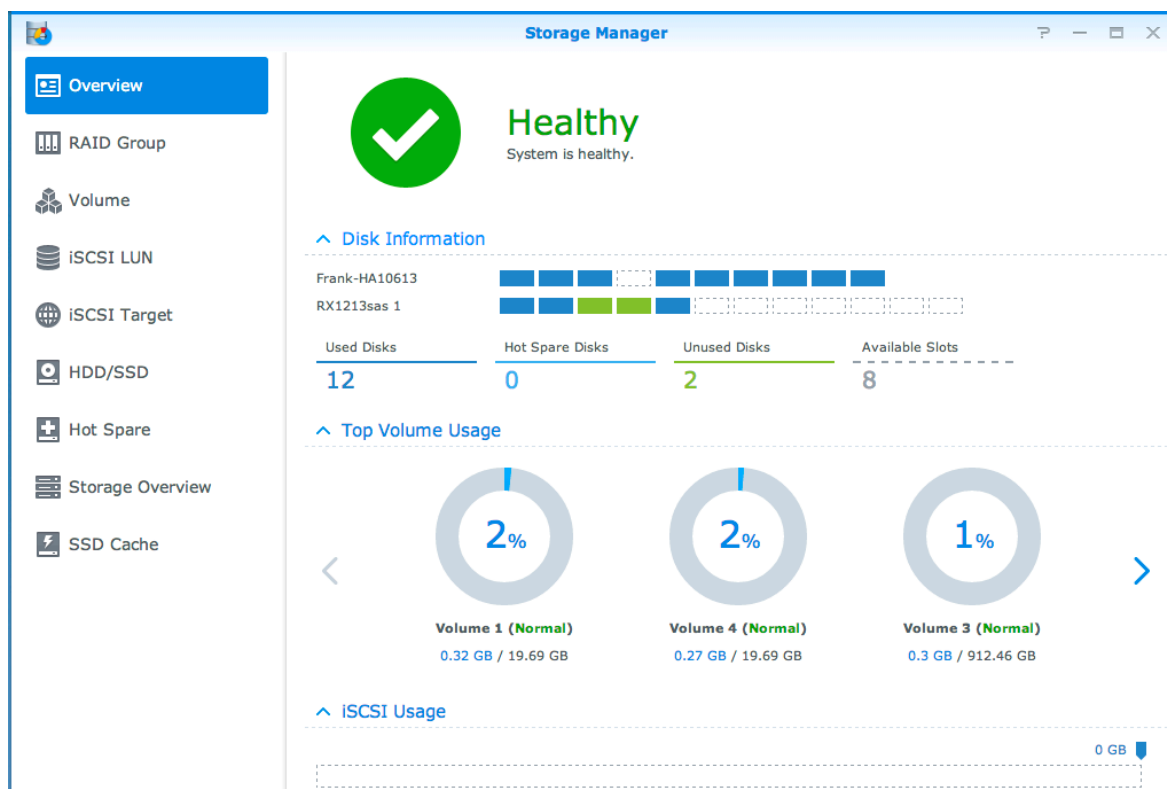 Storage Manager
Overview
RAID Group
Volume
iSCSI LUN
iSCSI Target
HDD/SSD
Hot Spare
Storage Overview
SSD Cache
Healthy
System is healthy.
Disk Information
Frank-HA10613
RX1213sas 1
Used Disks Hot Spare Disks Unused Disks Available Slots
12 0 2 8
Top Volume Usage
2% 2% 1%
Volume 1 (Normal) Volume 4 (Normal) Volume 3 (Normal)
0.32 GB / 19.69 GB 0.27 GB / 19.69 GB 0.3 GB / 912.46 GB
iSCSI Usage
0 GB